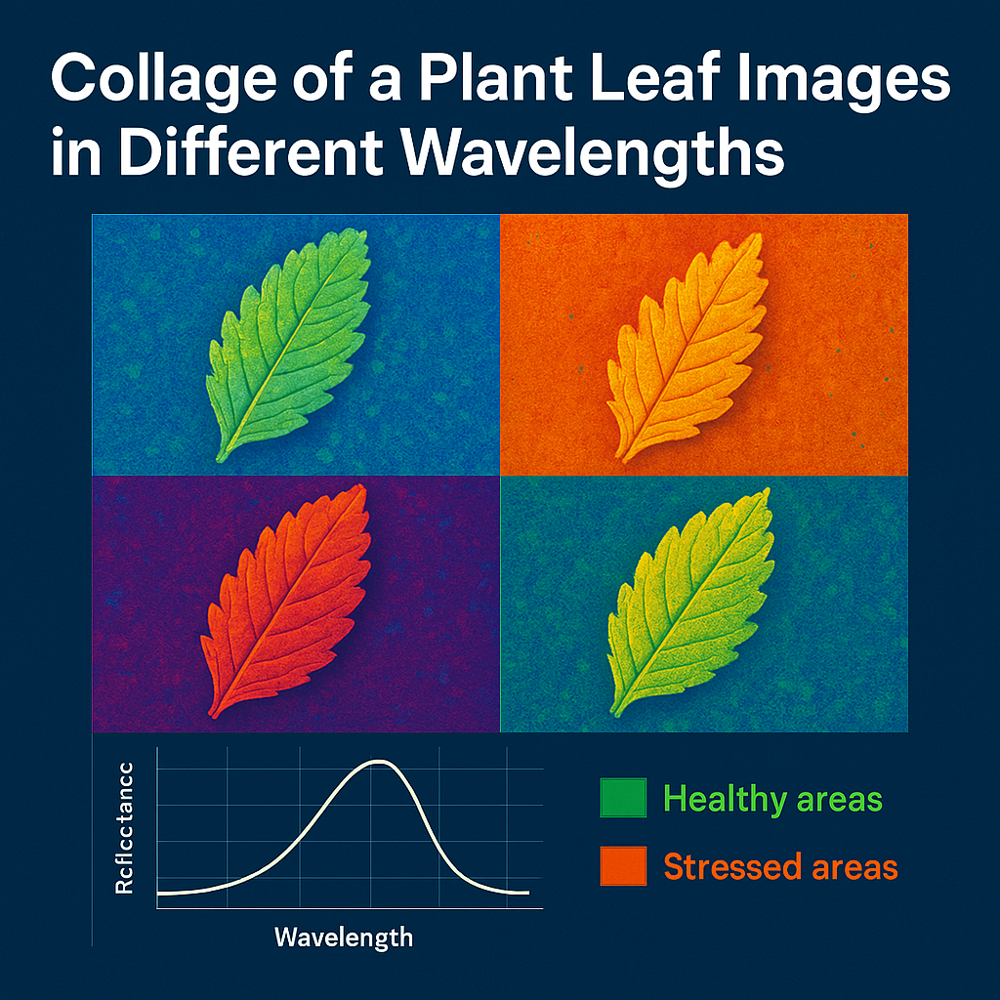 Collage of a Plant Leaf Images
in Different Wavelengths
Rcflcctancc
Wavelength
Healthy areas
Stressed areas